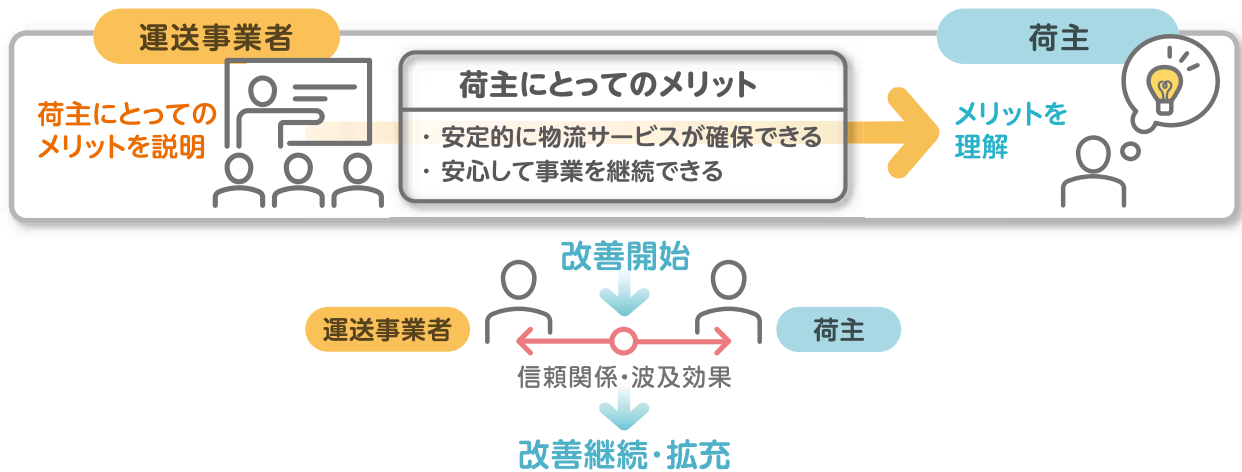 運送事業者
荷主
荷主にとっての
メリットを説明
荷主にとってのメリット
・ 安定的に物流サービスが確保できる
・ 安心して事業を継続できる
メリットを
理解
改善開始
運送事業者
荷主
信頼関係・波及効果
改善継続・拡充